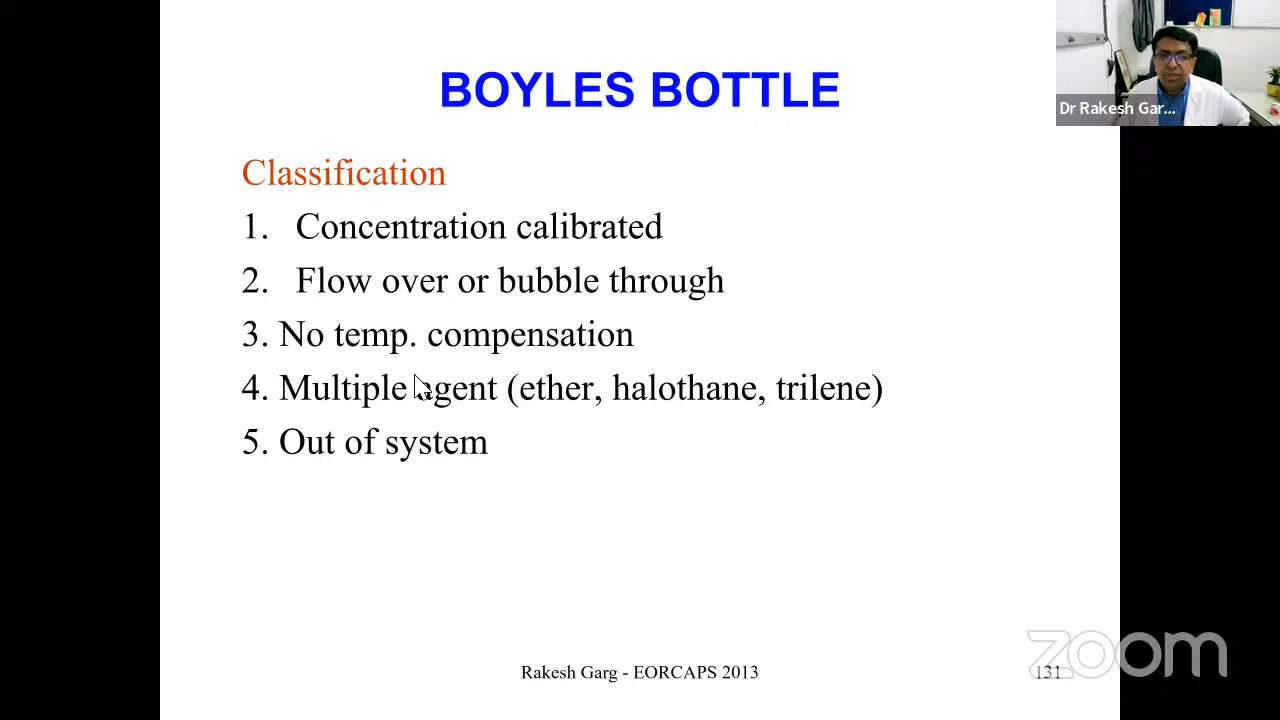 BOYLES BOTTLE
Dr Rakesh Gar...
Classification
1. Concentration calibrated
2. Flow over or bubble through
3. No temp. compensation
4. Multiple agent (ether, halothane, trilene)
5. Out of system
zoom
Rakesh Garg - EORCAPS 2013
131